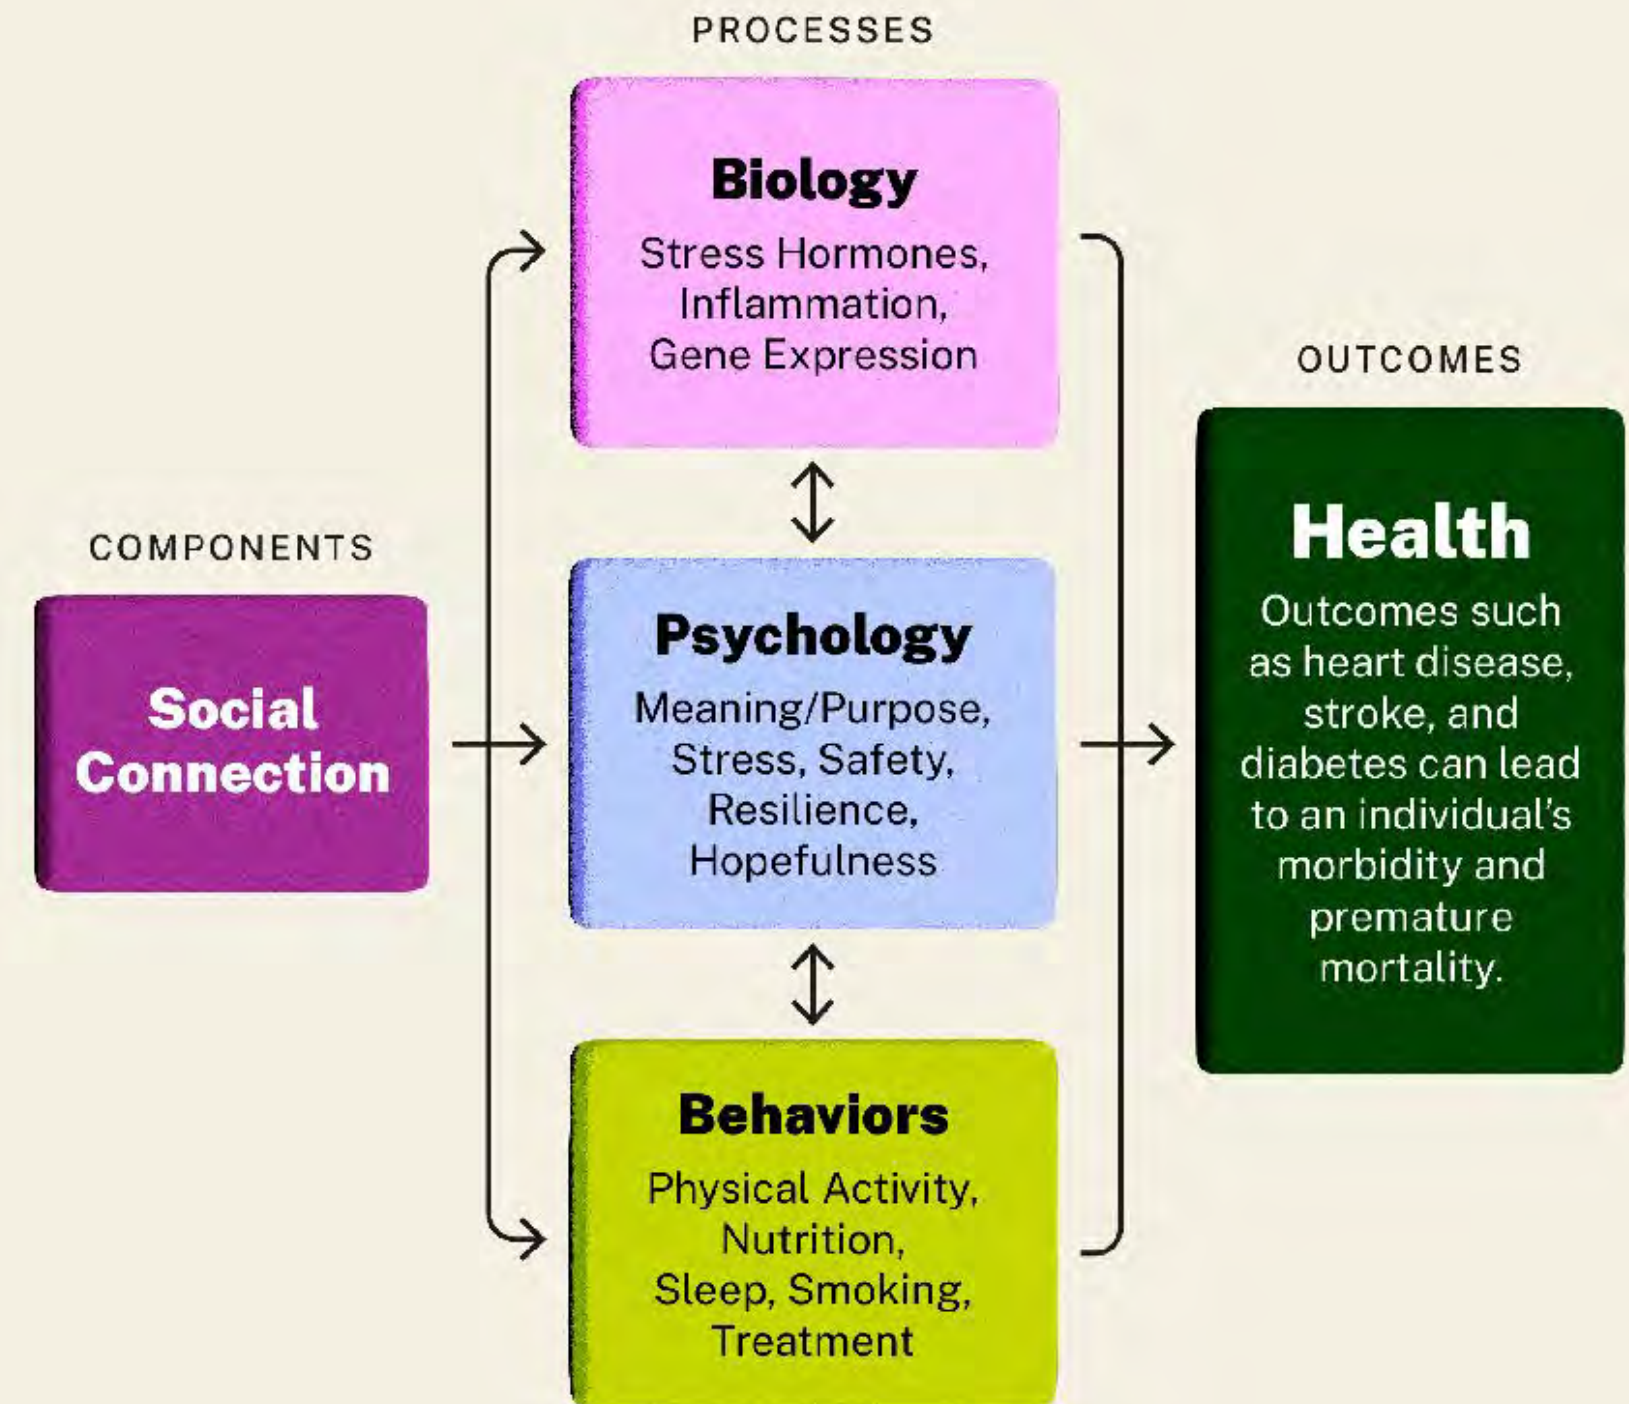 PROCESSES
Biology
Stress Hormones,
Inflammation,
Gene Expression
COMPONENTS
Social
Connection
Psychology
Meaning/Purpose,
Stress, Safety,
Resilience,
Hopefulness
Behaviors
Physical Activity,
Nutrition,
Sleep, Smoking,
Treatment
OUTCOMES
Health
Outcomes such
as heart disease,
stroke, and
diabetes can lead
to an individual’s
morbidity and
premature
mortality.